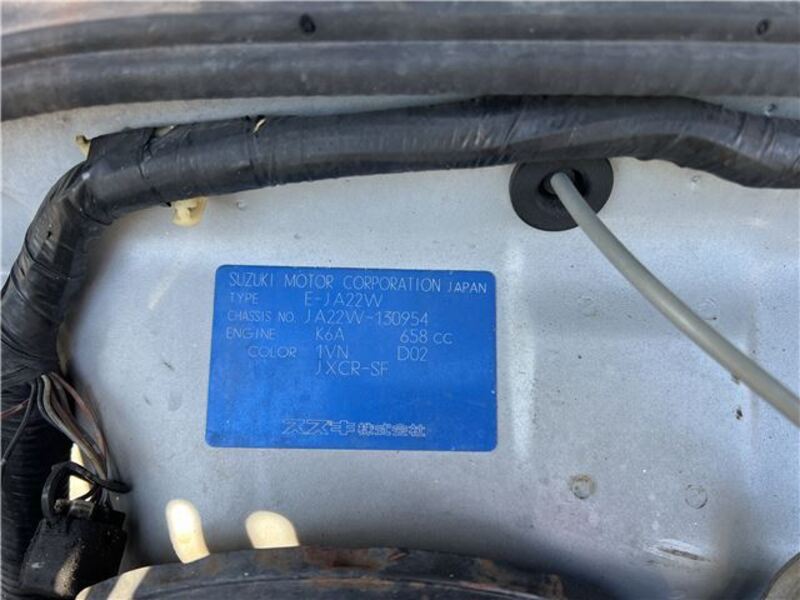 SUZUKI MOTOR CORPORATION JAPAN
TYPE E-JA22W
CHASSIS NO. JA22W-130954
ENGINE K6A 658 CC
COLOR 1VN D02
JXCR-SF
スズキ株式会社